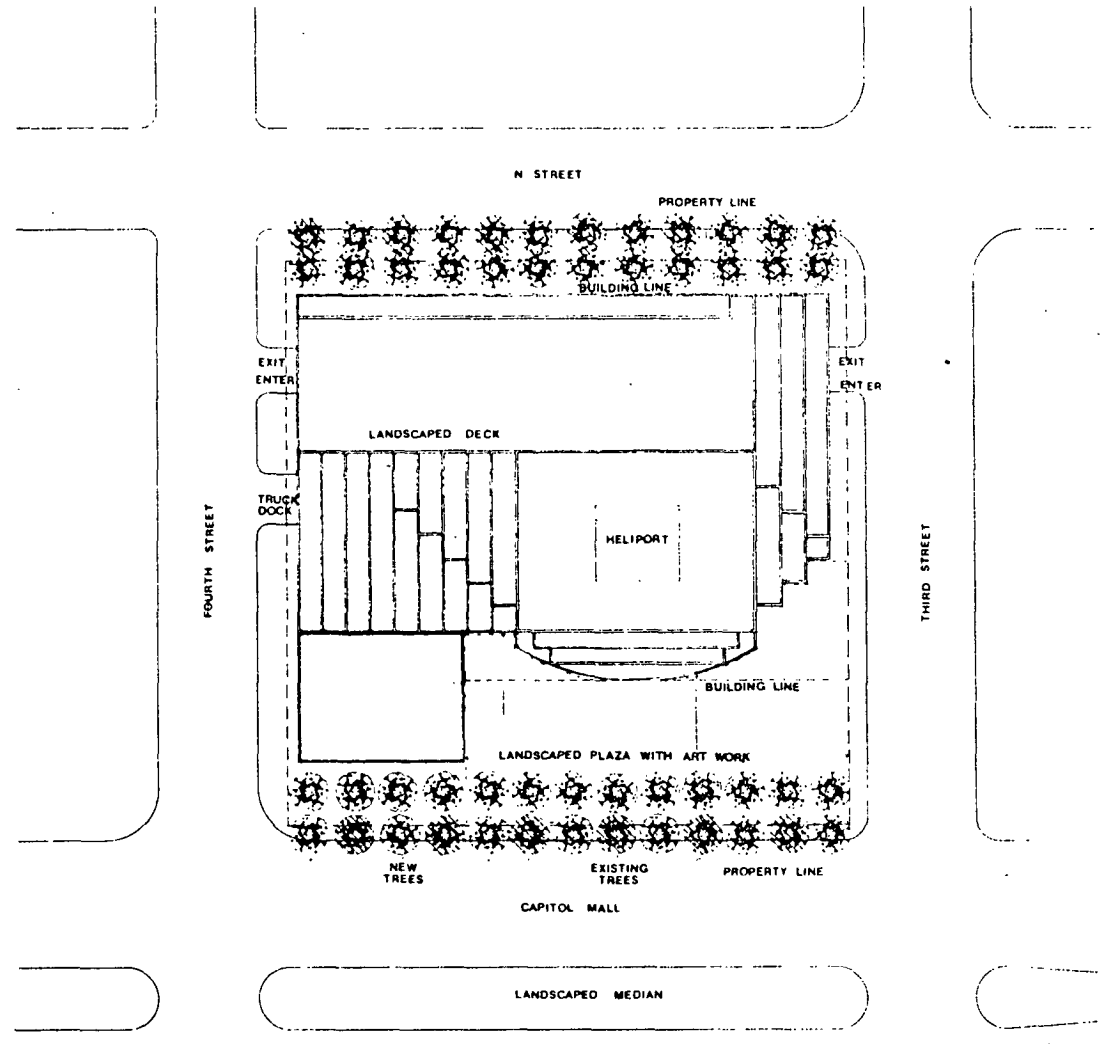 N STREET
PROPERTY LINE
BUILDING LINE
EXIT
ENTER
EXIT
ENTER
LANDSCAPED DECK
TRUCK
DOCK
FOURTH STREET
HELIPORT
THIRD STREET
BUILDING LINE
LANDSCAPED PLAZA WITH ART WORK
NEW
TREES
EXISTING
TREES
PROPERTY LINE
CAPITOL MALL
LANDSCAPED MEDIAN